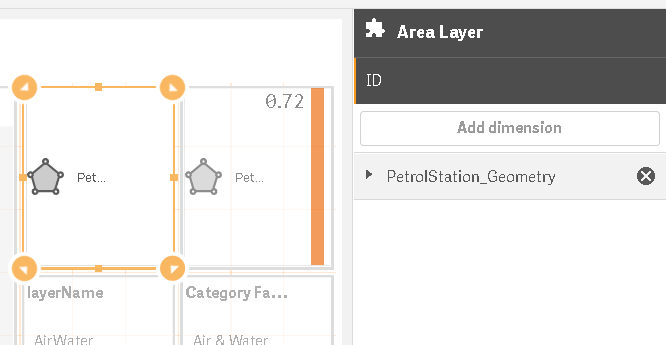 Area Layer
ID
Add dimension
PetrolStation_Geometry
0.72
Pet...
Pet...
layerName
Category Fa...
AirWater
Air & Water